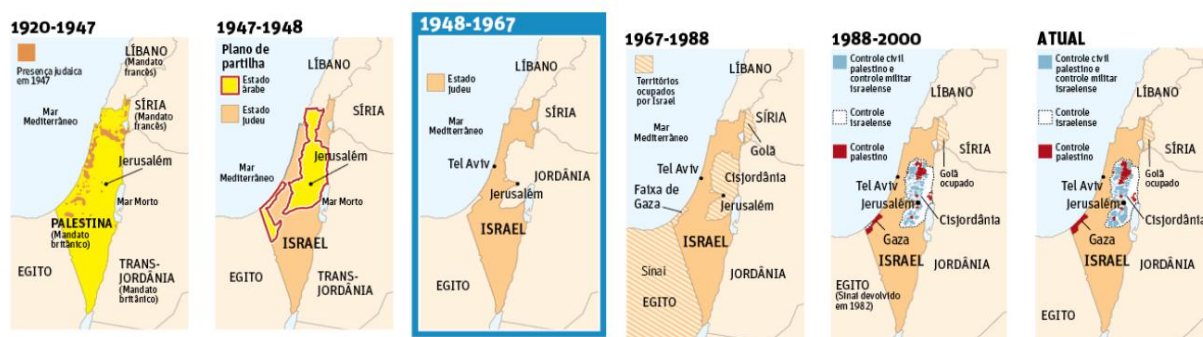 1920-1947
Presença judaica
em 1947
LÍBANO
(Mandato
francês)
SÍRIA
(Mandato
francês)
Mar
Mediterrâneo
Jerusalém
Mar Morto
PALESTINA
(Mandato
britânico)
EGITO
TRANS-
JORDÂNIA
(Mandato
britânico)
1947-1948
Plano de
partilha
Estado
árabe
Estado
judeu
LÍBANO
SÍRIA
Jerusalém
Mar
Mediterrâneo
Mar Morto
ISRAEL
EGITO
TRANS-
JORDÂNIA
1948-1967
Estado
judeu
LÍBANO
SÍRIA
Mar
Mediterrâneo
Tel Aviv
JORDÂNIA
Jerusalém
ISRAEL
EGITO
1967-1988
Territórios
ocupados
por Israel
LÍBANO
SÍRIA
Mar
Mediterrâneo
Golã
Tel Aviv
Cisjordânia
Faixa de
Gaza
Jerusalém
ISRAEL
Sinai
JORDÂNIA
EGITO
1988-2000
Controle civil
palestino e
controle militar
israelense
Controle
israelense
Controle
palestino
LÍBANO
SÍRIA
Golã
ocupado
Tel Aviv
Jerusalém
Cisjordânia
Gaza
ISRAEL
JORDÂNIA
EGITO
(Sinai devolvido
em 1982)
ATUAL
Controle civil
palestino e
controle militar
israelense
Controle
israelense
Controle
palestino
LÍBANO
SÍRIA
Golã
ocupado
Tel Aviv
Jerusalém
Cisjordânia
Gaza
ISRAEL
JORDÂNIA
EGITO